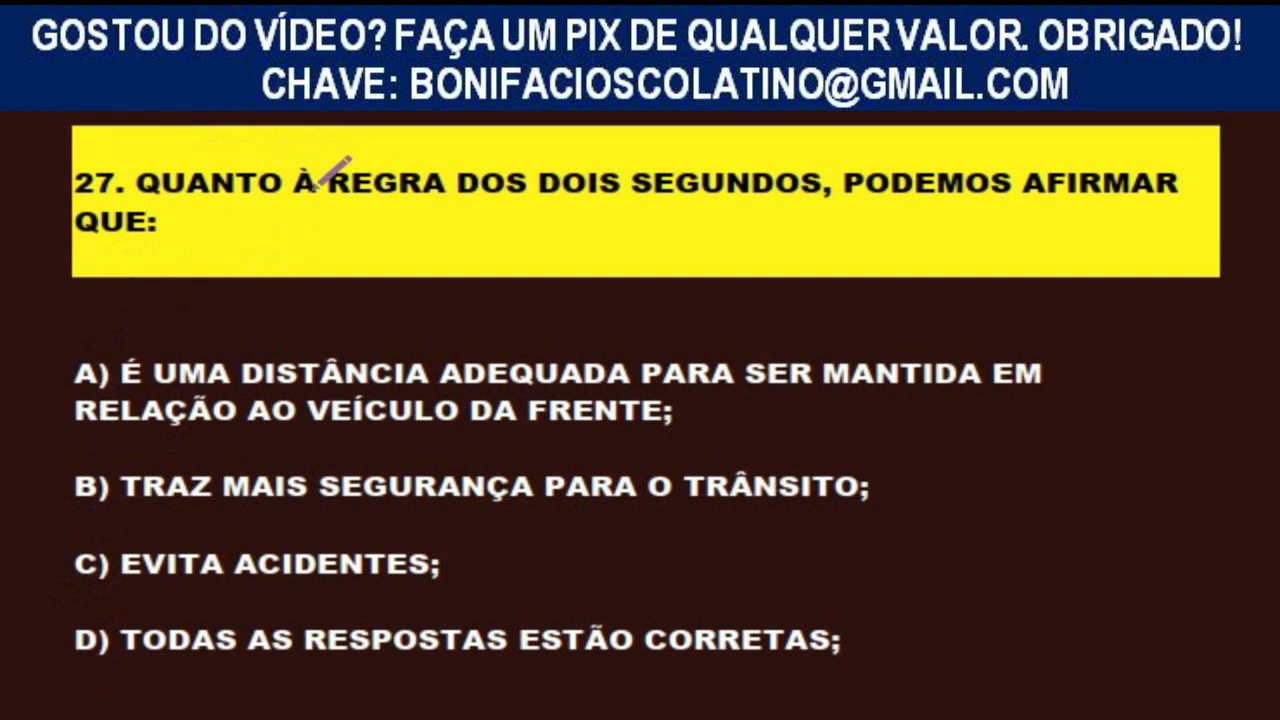 GOSTOU DO VÍDEO? FAÇA UM PIX DE QUALQUER VALOR. OBRIGADO!
CHAVE: BONIFACIOSCOLATINO@GMAIL.COM
27. QUANTO À REGRA DOS DOIS SEGUNDOS, PODEMOS AFIRMAR
QUE:
A) É UMA DISTÂNCIA ADEQUADA PARA SER MANTIDA EM
RELAÇÃO AO VEÍCULO DA FRENTE;
B) TRAZ MAIS SEGURANÇA PARA O TRÂNSITO;
C) EVITA ACIDENTES;
D) TODAS AS RESPOSTAS ESTÃO CORRETAS;